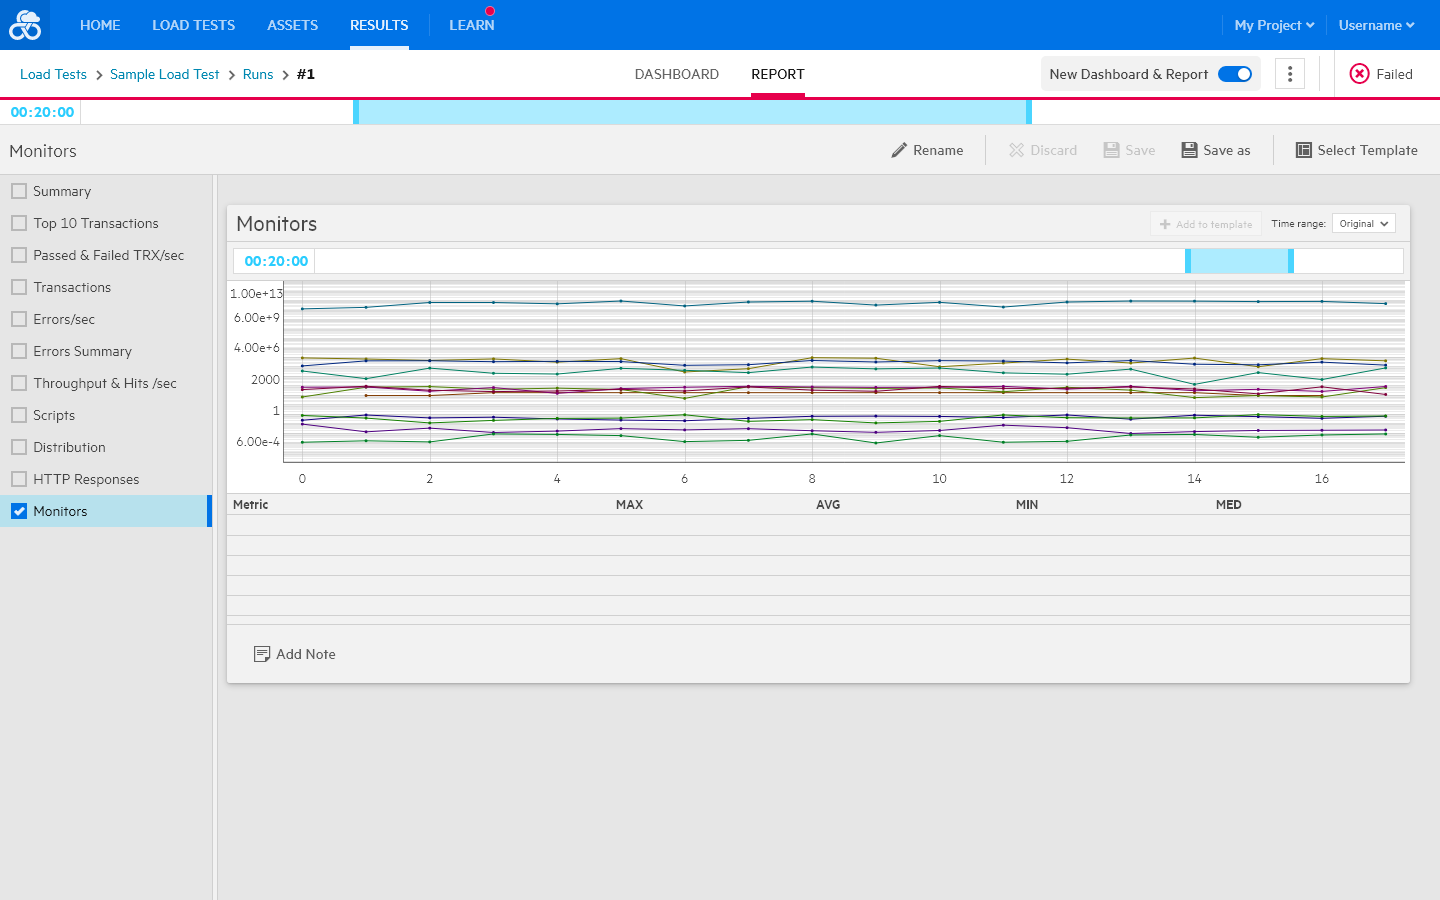 HOME LOAD TESTS ASSETS RESULTS LEARN My Project Username
Load Tests Sample Load Test Runs #1 DASHBOARD REPORT New Dashboard & Report Failed
00:20:00
Monitors Rename Discard Save Save as Select Template
Summary
Top 10 Transactions
Passed & Failed TRX/sec
Transactions
Errors/sec
Errors Summary
Throughput & Hits /sec
Scripts
Distribution
HTTP Responses
Monitors
Monitors Add to template Time range: Original
00:20:00
1.00e+13
6.00e+9
4.00e+6
2000
1
6.00e-4
0 2 4 6 8 10 12 14 16
Metric MAX AVG MIN MED
Add Note